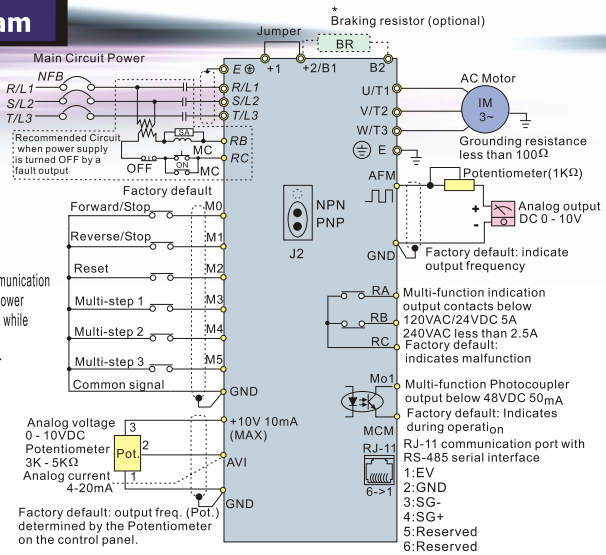 am
*
Braking resistor (optional)
Jumper
BR
Main Circuit Power
NFB
E
+1
+2/B1
B2
R/L1
S/L2
T/L3
R/L1
S/L2
T/L3
U/T1
V/T2
W/T3
E
AC Motor
IM
3~
Grounding resistance
less than 100Ω
Recommended Circuit
when power supply
is turned OFF by a
fault output
SA
MC
OFF
ON
MC
RB
RC
AFM
Potentiometer(1KΩ)
+
-
Analog output
DC 0 - 10V
GND
Factory default: indicate
output frequency
Factory default
Forward/Stop
M0
Reverse/Stop
M1
Reset
M2
Multi-step 1
M3
Multi-step 2
M4
Multi-step 3
M5
Common signal
GND
NPN
PNP
J2
munication
ower
while
RA
RB
RC
Multi-function indication
output contacts below
120VAC/24VDC 5A
240VAC less than 2.5A
Factory default:
indicates malfunction
Mo1
MCM
Multi-function Photocoupler
output below 48VDC 50mA
Factory default: Indicates
during operation
RJ-11
6->1
RJ-11 communication port with
RS-485 serial interface
1:EV
2:GND
3:SG-
4:SG+
5:Reserved
6:Reserved
Analog voltage
0 - 10VDC
Potentiometer
3K - 5KΩ
Analog current
4-20mA
3
Pot.
2
1
+10V 10mA
(MAX)
AVI
GND
Factory default: output freq. (Pot.)
determined by the Potentiometer
on the control panel.